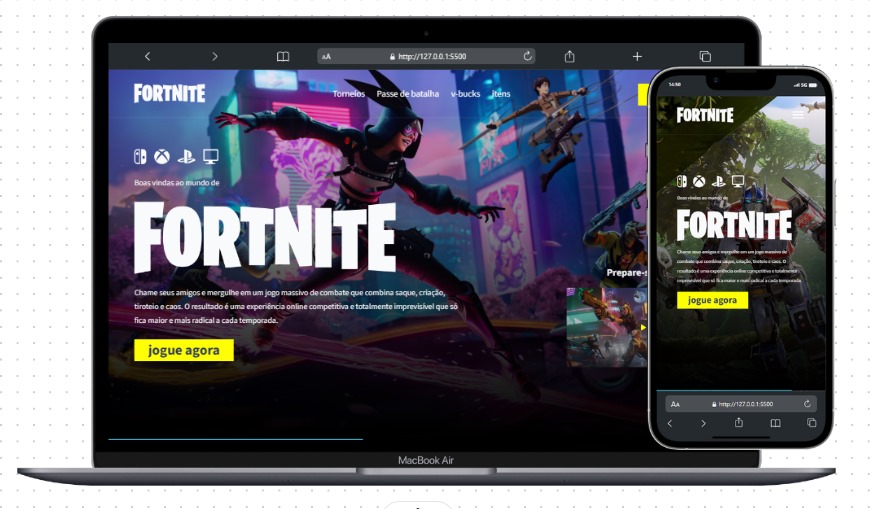 AA http://127.0.0.1:5500
FORTNITE
Torneios Passe de batalha v-bucks itens
Boas vindas ao mundo de
FORTNITE
Chame seus amigos e mergulhe em um jogo massivo de combate que combina saque, criação,
tiroteio e caos. O resultado é uma experiência online competitiva e totalmente imprevisível que só
fica maior e mais radical a cada temporada.
jogue agora
Prepare-s
MacBook Air
14:50
5G
FORTNITE
Boas vindas ao mundo de
FORTNITE
Chame seus amigos e mergulhe em um jogo massivo de
combate que combina saque, criação, tiroteio e caos. O
resultado é uma experiência online competitiva e totalmente
imprevisível que só fica maior e mais radical a cada temporada.
jogue agora
AA http://127.0.0.1:5500